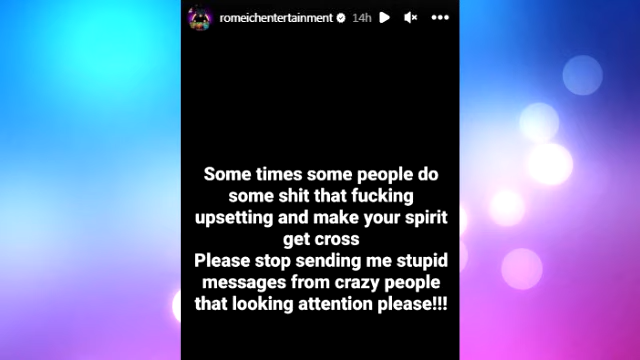 romeichentertainment 14h
Some times some people do
some shit that fucking
upsetting and make your spirit
get cross
Please stop sending me stupid
messages from crazy people
that looking attention please!!!